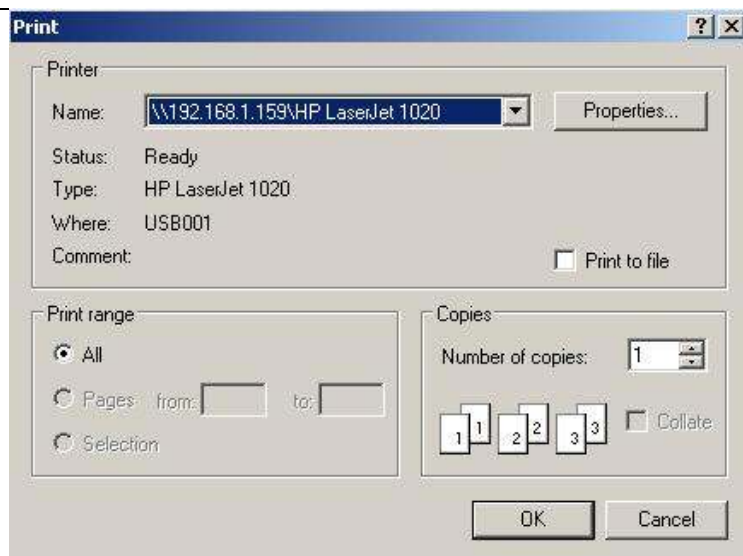 Print
Printer
Name: \\192.168.1.159\HP LaserJet 1020 Properties...
Status: Ready
Type: HP LaserJet 1020
Where: USB001
Comment: Print to file
Print range
All
Pages from: to:
Selection
Copies
Number of copies: 1
1 1 2 2 3 3 Collate
OK Cancel